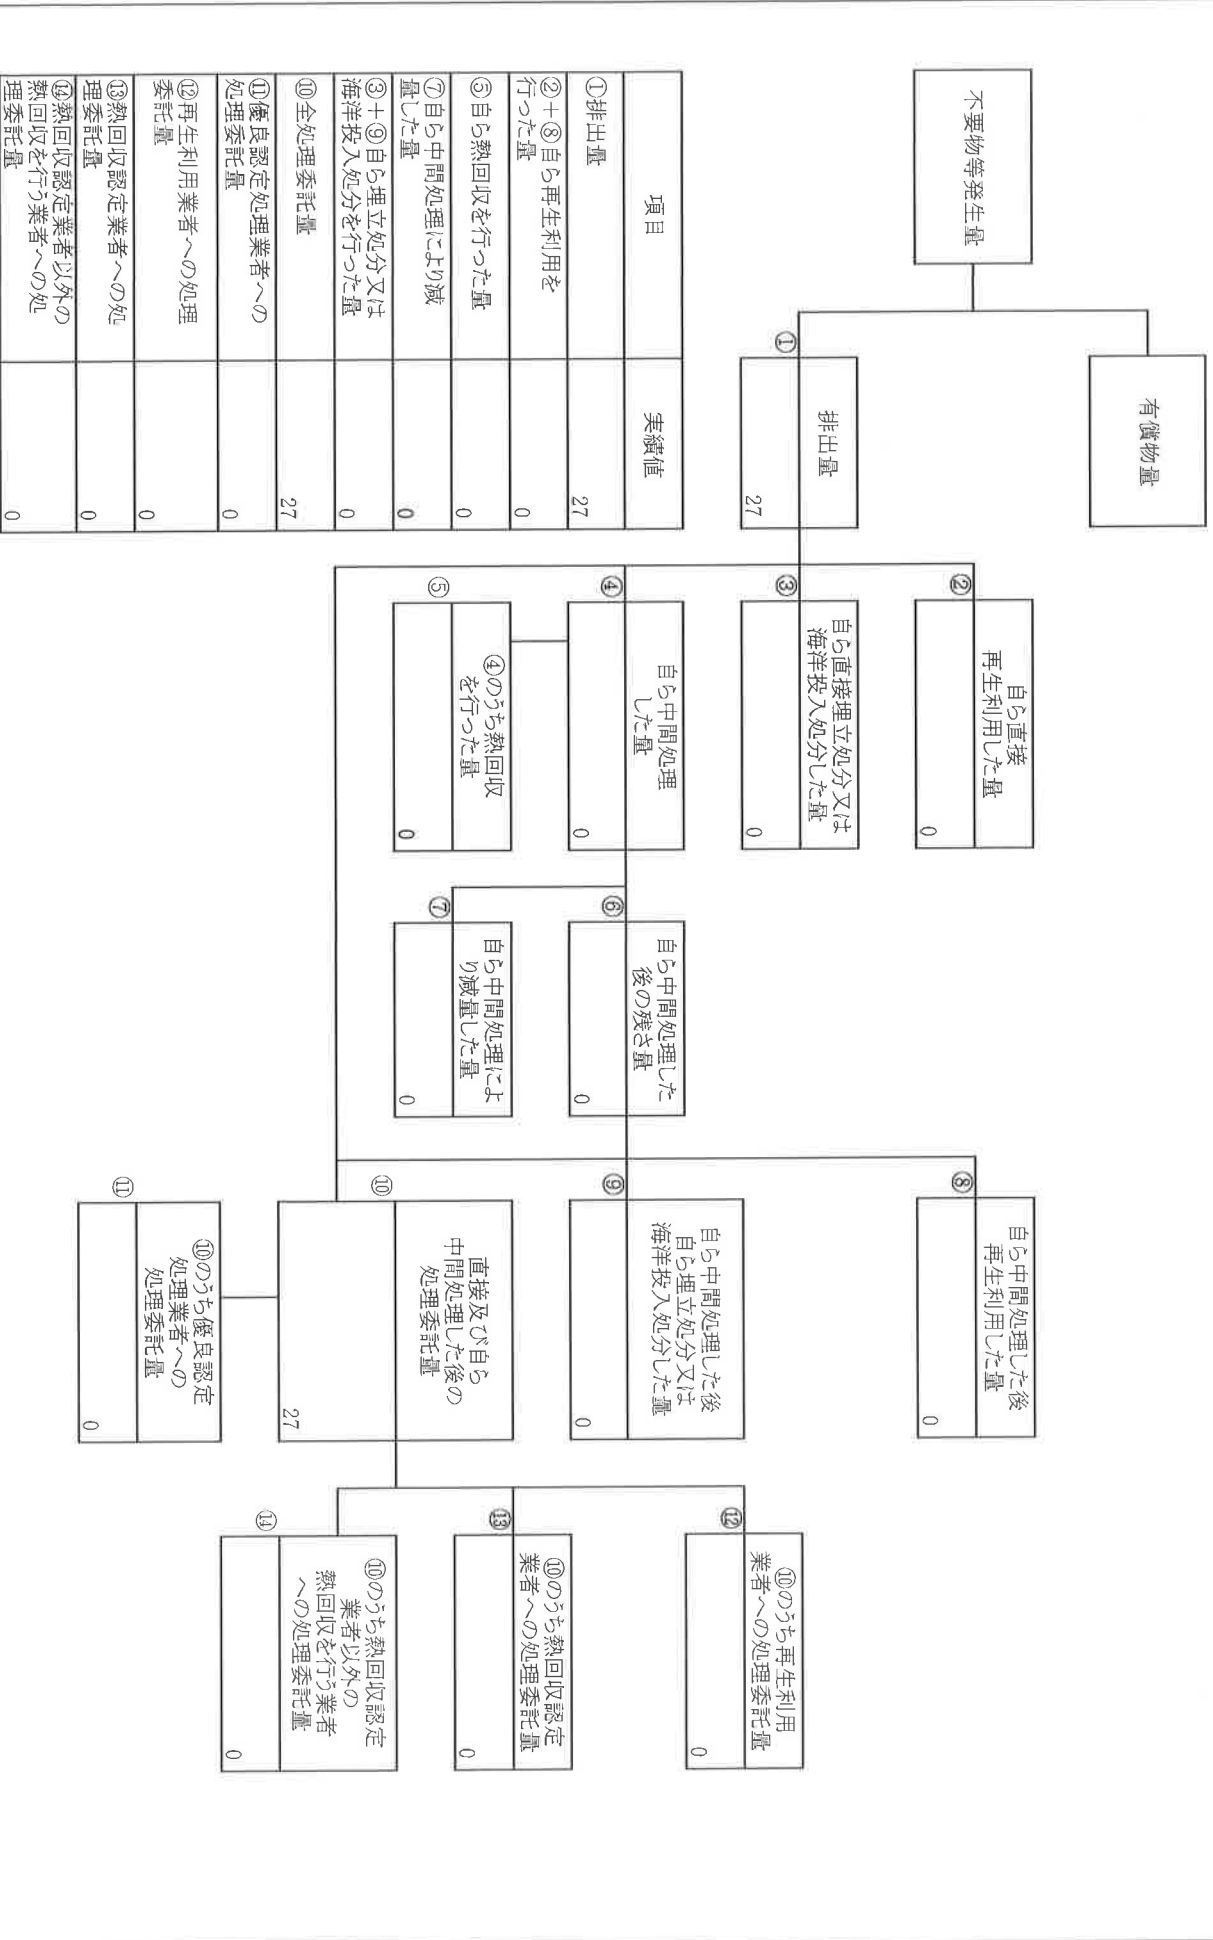 有償物量
不要物等発生量
①
排出量
27
②
自ら直接
再生利用した量
0
③
自ら直接埋立処分又は
海洋投入処分した量
0
④
自ら中間処理
した量
0
⑤
④のうち熱回収
を行った量
0
⑥
自ら中間処理した
後の残さ量
0
⑦
自ら中間処理によ
り減量した量
0
⑧
自ら中間処理した後
再生利用した量
0
⑨
自ら中間処理した後
自ら埋立処分又は
海洋投入処分した量
0
⑩
直接及び自ら
中間処理した後の
処理委託量
27
⑪
⑩のうち優良認定
処理業者への
処理委託量
0
⑫
⑩のうち再生利用
業者への処理委託量
0
⑬
⑩のうち熱回収認定
業者への処理委託量
0
⑭
⑩のうち熱回収認定
業者以外の
熱回収を行う業者
への処理委託量
0
項目 実績値
①排出量 27
②+⑧自ら再生利用を
行った量 0
⑤自ら熱回収を行った量 0
⑦自ら中間処理により減
量した量 0
③+⑨自ら埋立処分又は
海洋投入処分を行った量 0
⑩全処理委託量 27
⑪優良認定処理業者への
処理委託量 0
⑫再生利用業者への処理
委託量 0
⑬熱回収認定業者への処
理委託量 0
⑭熱回収認定業者以外の
熱回収を行う業者への処
理委託量 0